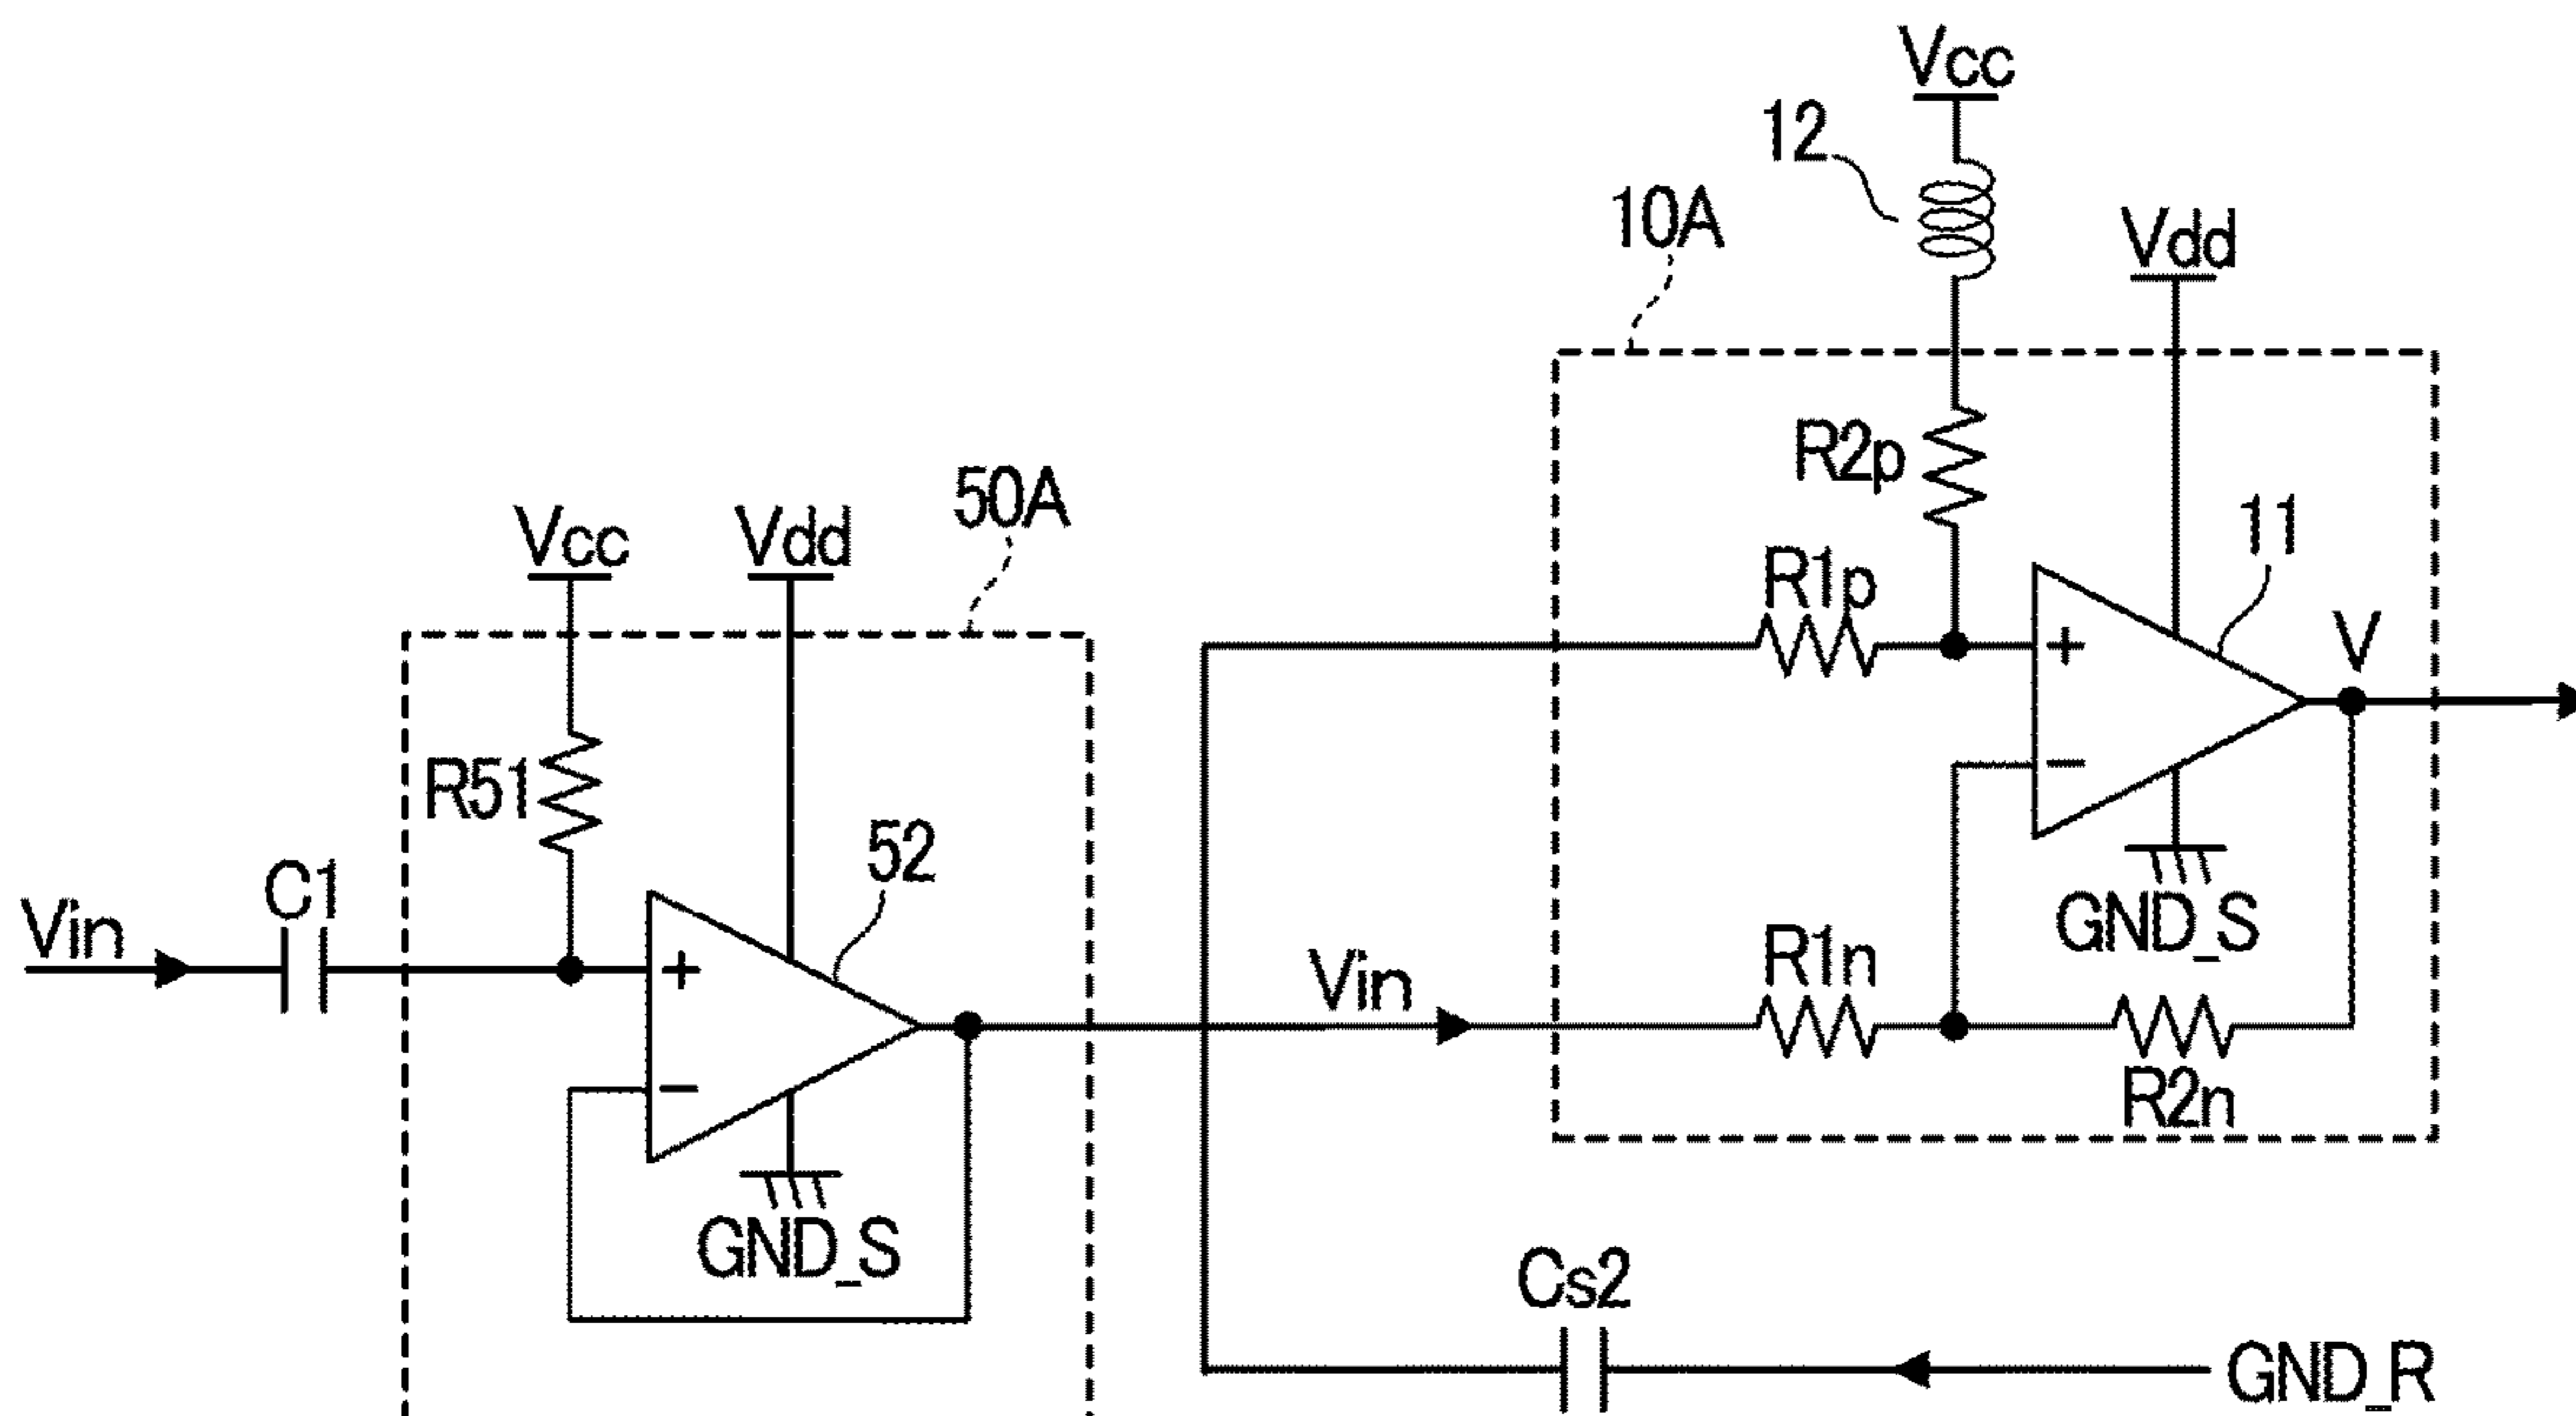 Vcc
12
10A
Vdd
R2p
50A
Vcc
Vdd
11
R1p
V
+
R51
−
52
C1
GND_S
Vin
+
R1n
Vin
−
R2n
GND_S
Cs2
GND_R